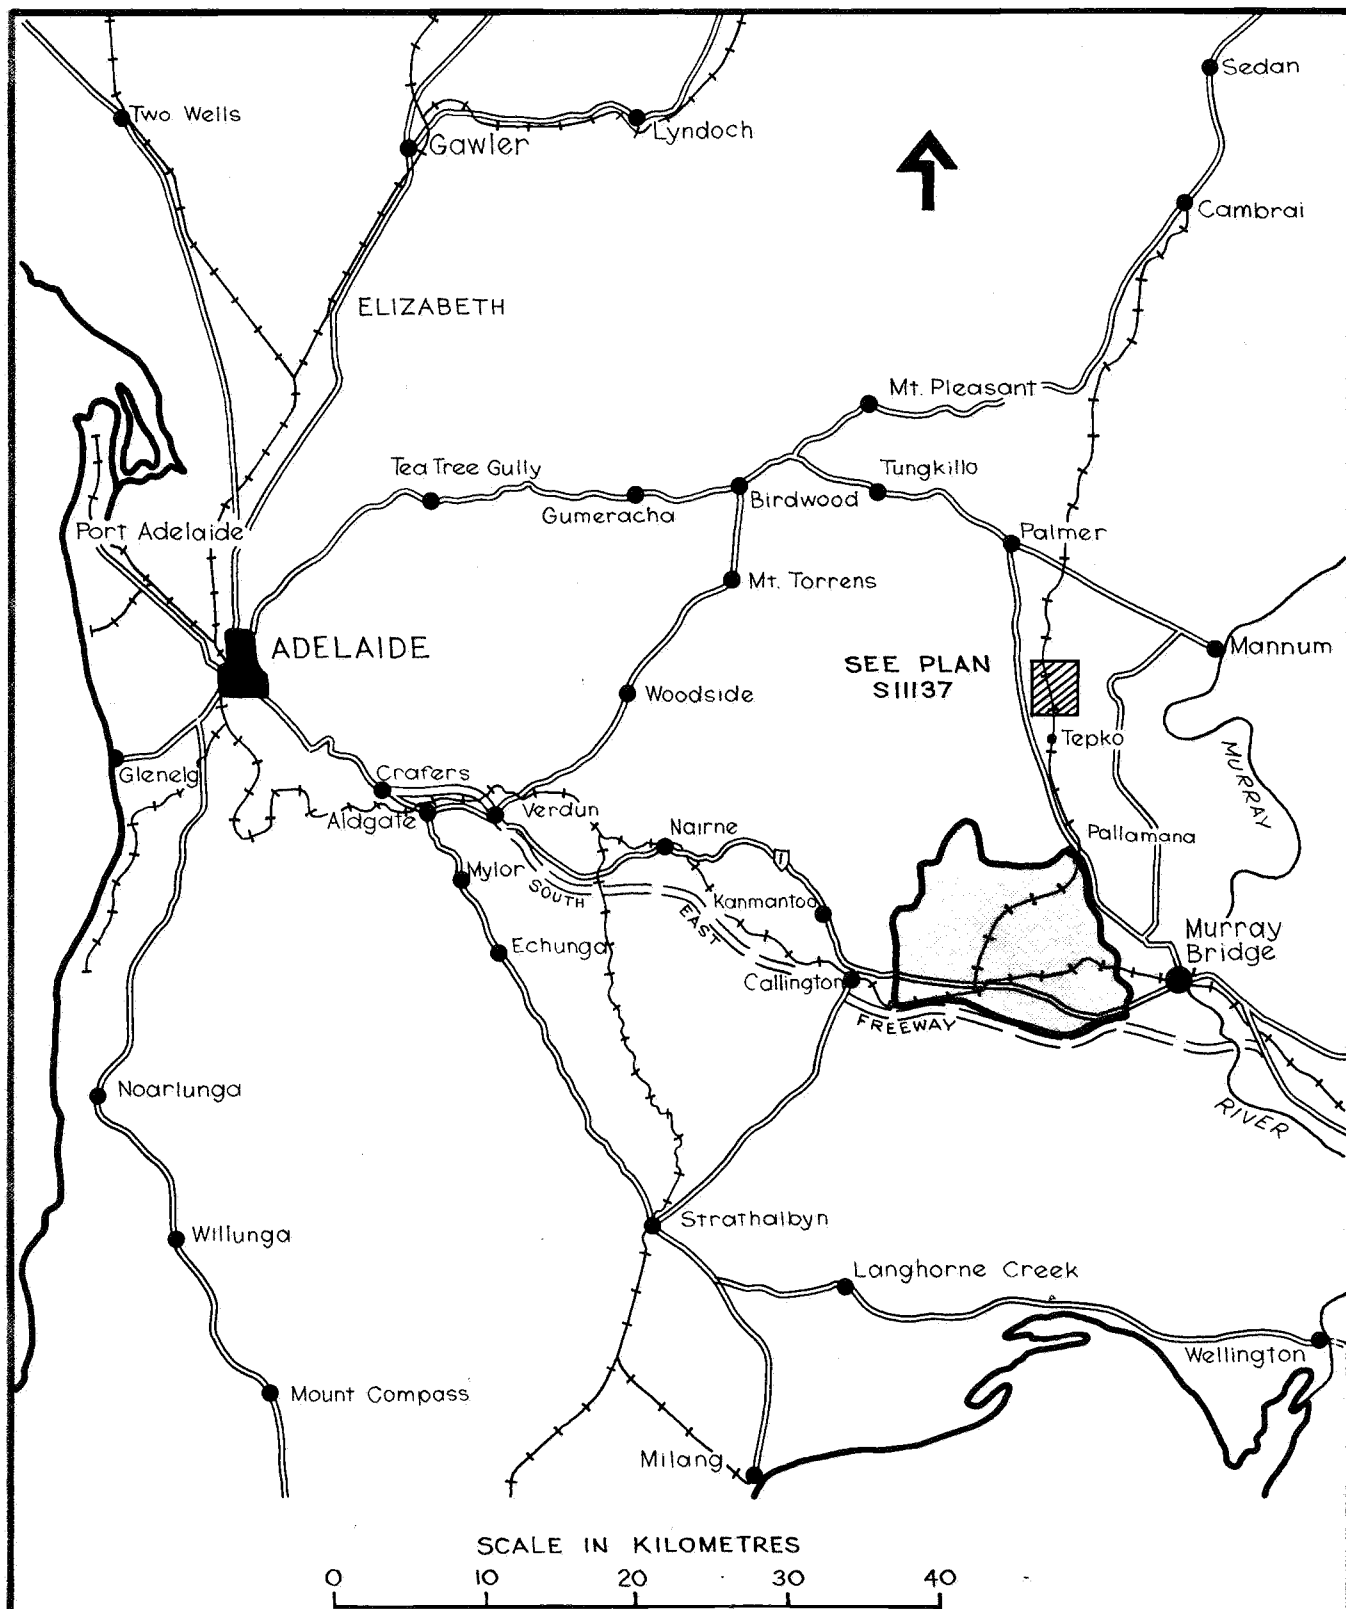 Sedan
Two Wells
Gawler
Lyndoch
Cambrai
ELIZABETH
Mt. Pleasant
Tea Tree Gully
Tungkillo
Gumeracha
Birdwood
Port Adelaide
Palmer
Mt. Torrens
ADELAIDE
Mannum
SEE PLAN
S11137
Woodside
Tepko
MURRAY
Glenelg
Crafers
Aldgate
Verdun
Nairne
1
Pallamana
Mylor
SOUTH
EAST
Kanmantoo
Echunga
Murray
Bridge
Callington
FREEWAY
Noarlunga
RIVER
Willunga
Strathalbyn
Langhorne Creek
Wellington
Mount Compass
Milang
SCALE IN KILOMETRES
0 10 20 30 40